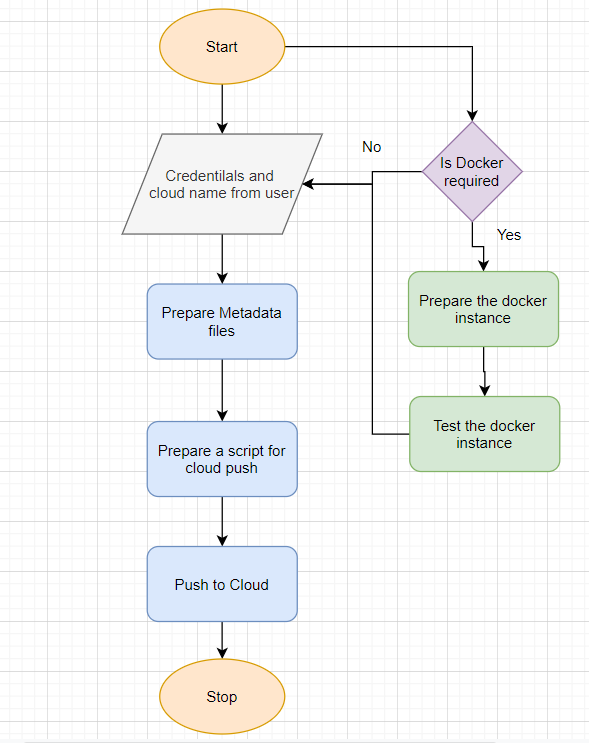 Start
No
Is Docker
required
Credentilals and
cloud name from user
Yes
Prepare Metadata
files
Prepare the docker
instance
Prepare a script for
cloud push
Test the docker
instance
Push to Cloud
Stop